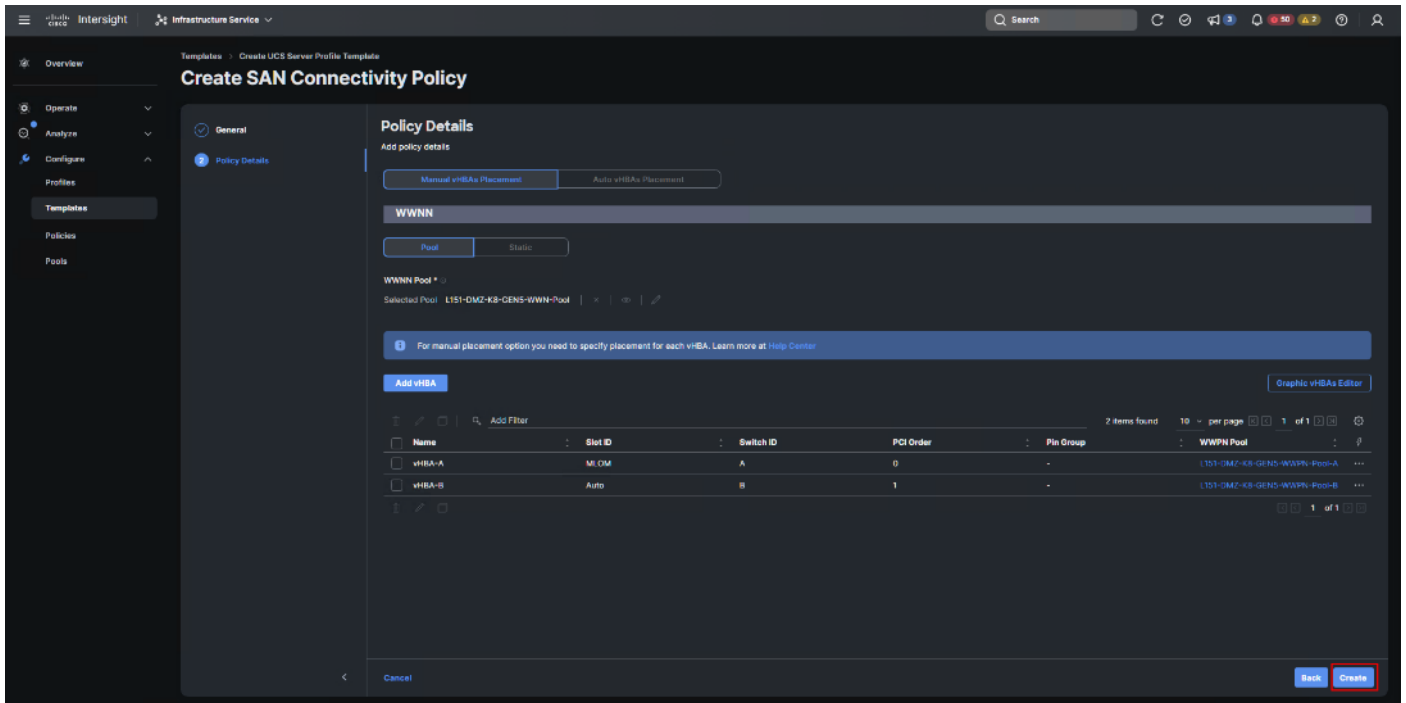 cisco Intersight Infrastructure Service Search 3 50 2
Templates > Create UCS Server Profile Template
Create SAN Connectivity Policy
Overview
Operate
Analyze
Configure
Profiles
Templates
Policies
Pools
General
2 Policy Details
Policy Details
Add policy details
Manual vHBAs Placement Auto vHBAs Placement
WWNN
Pool Static
WWNN Pool *
Selected Pool L151-DMZ-K8-GEN5-WWN-Pool
For manual placement option you need to specify placement for each vHBA. Learn more at Help Center
Add vHBA Graphic vHBAs Editor
Add Filter 2 items found 10 per page 1 of 1
Name Slot ID Switch ID PCI Order Pin Group WWPN Pool
vHBA-A MLOM A 0 - L151-DMZ-K8-GEN5-WWPN-Pool-A ...
vHBA-B Auto B 1 - L151-DMZ-K8-GEN5-WWPN-Pool-B ...
1 of 1
Cancel Back Create